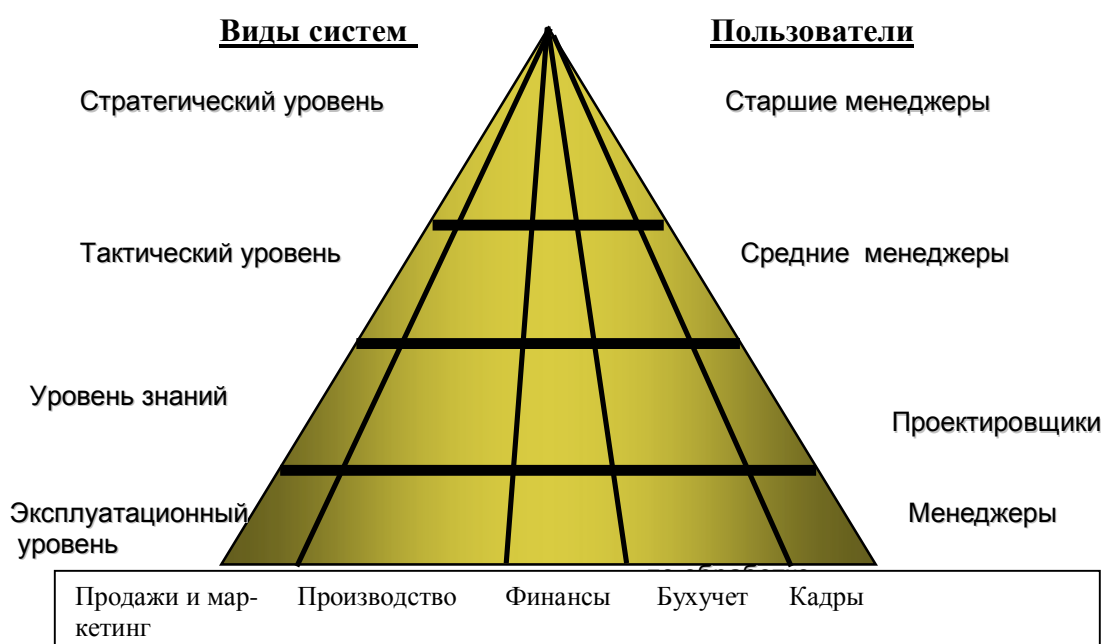 Виды систем Пользователи
Стратегический уровень Старшие менеджеры
Тактический уровень Средние менеджеры
Уровень знаний
Проектировщики
Эксплуатационный Менеджеры
уровень
Продажи и мар- Производство Финансы Бухучет Кадры
кетинг